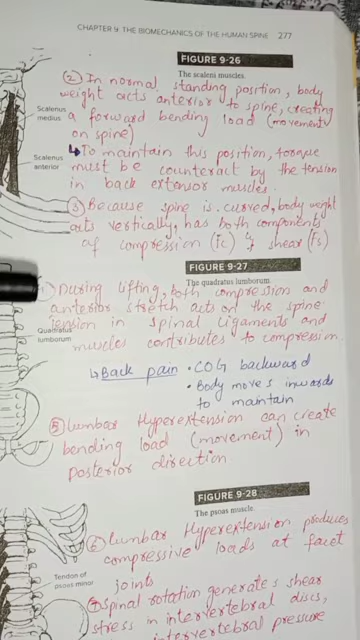 CHAPTER 9: THE BIOMECHANICS OF THE HUMAN SPINE 277
FIGURE 9-26
The scalene muscles.
② In normal standing position, body
weight acts anterior to spine, creating
a forward bending load (movement
on spine)
↳ To maintain this position, torque
must be counteract by the tension
in back extensor muscles.
Scalenus
medius
Scalenus
anterior
③ Because spine is curved, body weight
acts vertically, has both components
of compression (Fc) & shear (Fs)
FIGURE 9-27
The quadratus lumborum.
During lifting, both compression and
anterior stretch acts on the spine
tension in spinal ligaments and
muscles contributes to compression.
Quadratus
lumborum
↳ Back pain • COG backward
• Body moves inwards
to maintain
⑤ Lumbar Hyperextension can create
bending load (movement) in
Posterior direction
FIGURE 9-28
The psoas muscle.
⑥ Lumbar Hyperextension produces
compressive loads at facet
joints
Tendon of
psoas minor
⑦ Spinal rotation generates shear
stress in intervertebral discs,
intervertebral pressure